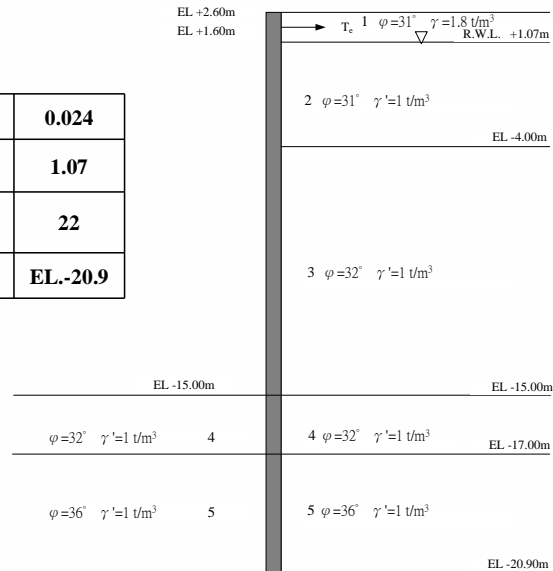 EL +2.60m
1 φ=31° γ=1.8 t/m³
EL +1.60m
Te
R.W.L. +1.07m
2 φ=31° γ'=1 t/m³
0.024
EL -4.00m
1.07
22
3 φ=32° γ'=1 t/m³
EL.-20.9
EL -15.00m
EL -15.00m
φ=32° γ'=1 t/m³ 4
4 φ=32° γ'=1 t/m³
EL -17.00m
φ=36° γ'=1 t/m³ 5
5 φ=36° γ'=1 t/m³
EL -20.90m